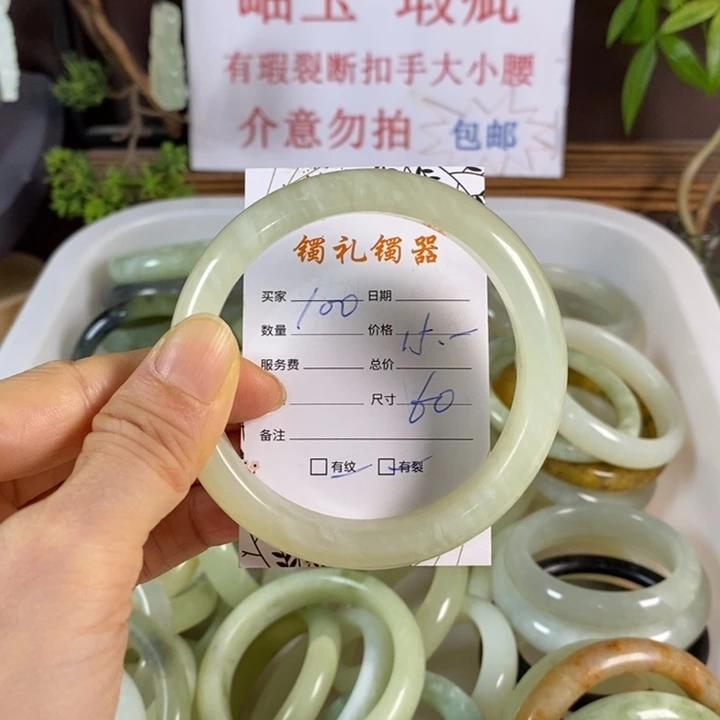 岫玉 瑕疵
有瑕裂断扣手大小腰
介意勿拍 包邮
镯礼镯器
买家 100 日期
数量 价格 15.-
服务费 总价
尺寸 60
备注
有纹 有裂